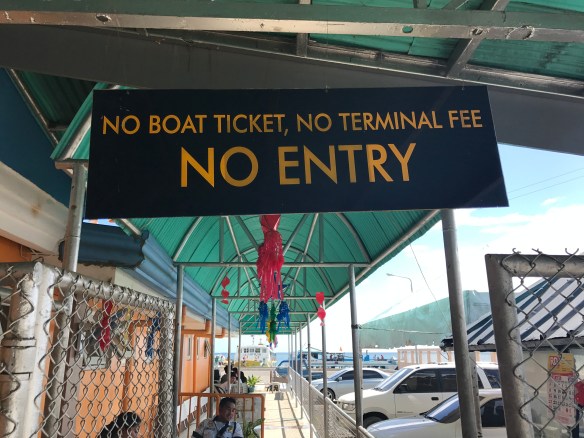 NO BOAT TICKET, NO TERMINAL FEE
NO ENTRY